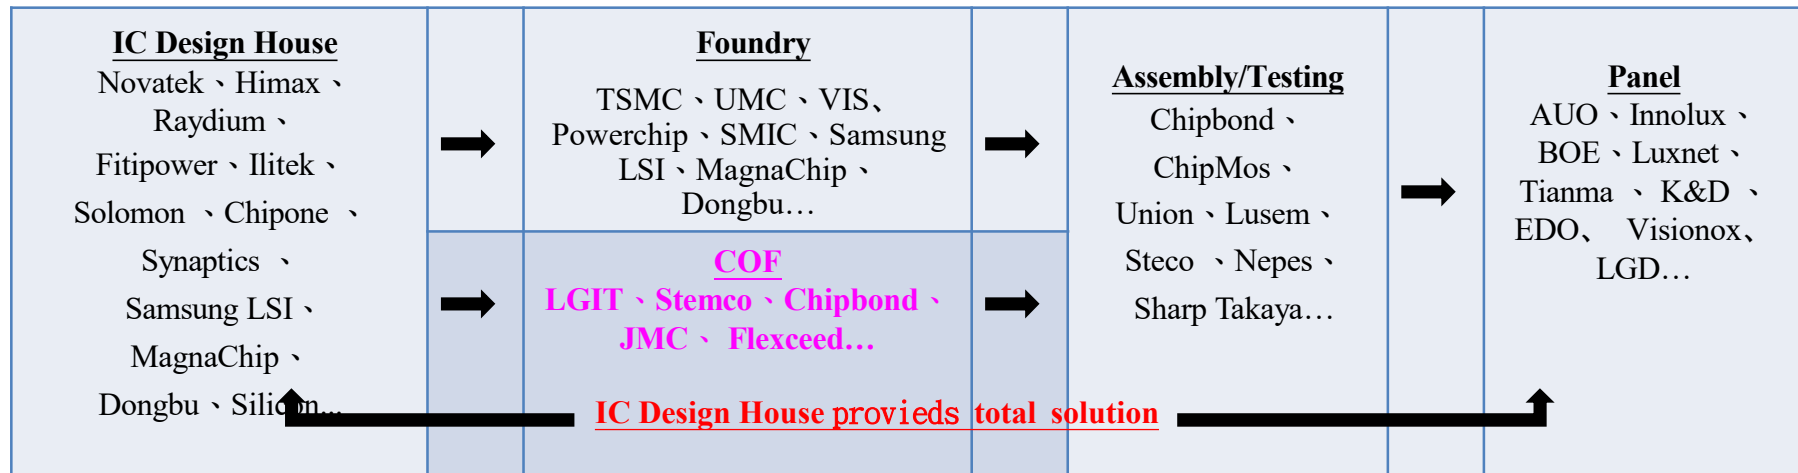 IC Design House
Novatek、Himax、
Raydium、
Fitipower、Ilitek、
Solomon 、Chipone 、
Synaptics 、
Samsung LSI、
MagnaChip、
Dongbu、Silicon...
Foundry
TSMC、UMC、VIS、
Powerchip、SMIC、Samsung
LSI、MagnaChip、
Dongbu…
COF
LGIT、Stemco、Chipbond、
JMC、 Flexceed…
Assembly/Testing
Chipbond、
ChipMos、
Union、Lusem、
Steco 、Nepes、
Sharp Takaya…
Panel
AUO、Innolux、
BOE、Luxnet、
Tianma 、 K&D 、
EDO、 Visionox、
LGD…
IC Design House provieds total solution